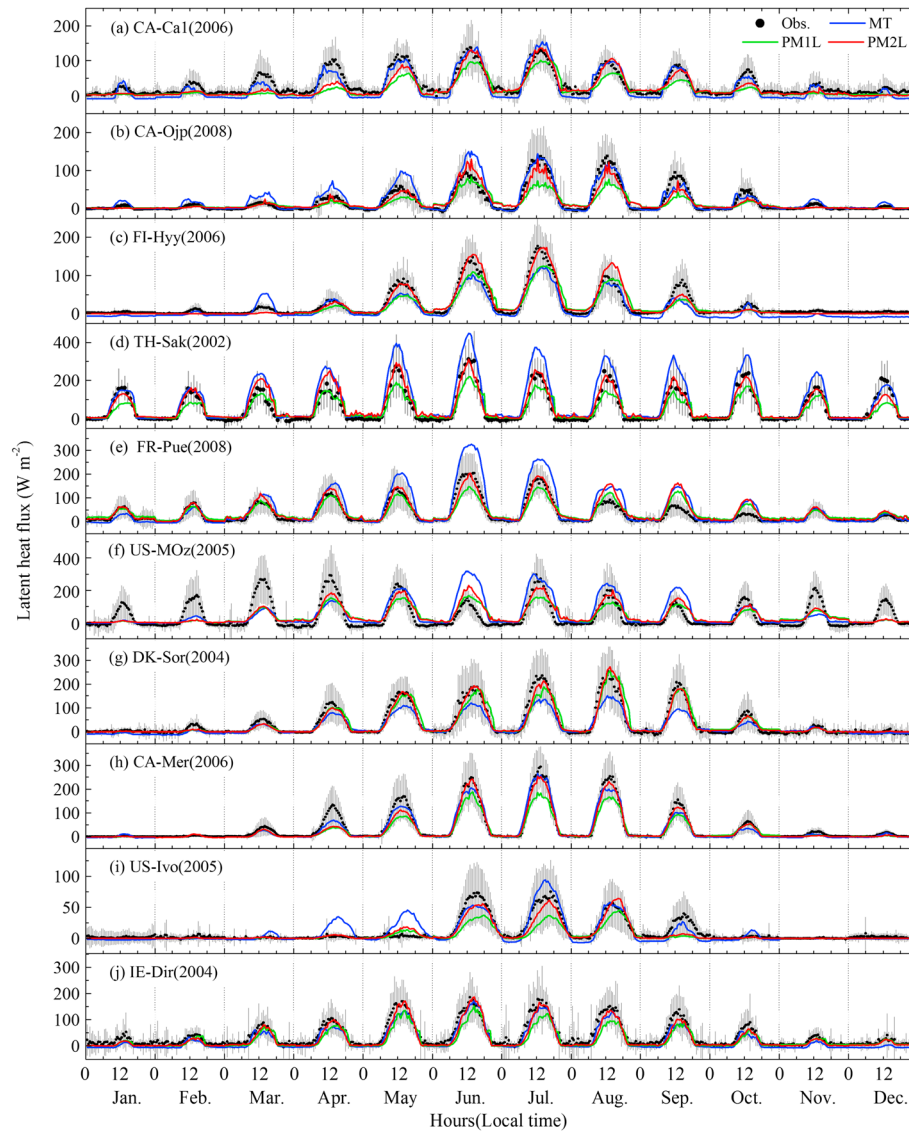 (a) CA-Ca1(2006)
Obs. MT
PM1L PM2L
200
100
0
(b) CA-Ojp(2008)
200
100
0
(c) FI-Hyy(2006)
200
100
0
(d) TH-Sak(2002)
400
200
0
(e) FR-Pue(2008)
300
200
100
0
(f) US-MOz(2005)
400
200
0
(g) DK-Sor(2004)
300
200
100
0
(h) CA-Mer(2006)
300
200
100
0
(i) US-Ivo(2005)
100
50
0
(j) IE-Dir(2004)
300
200
100
0
Latent heat flux (W m⁻²)
0 12 0 12 0 12 0 12 0 12 0 12 0 12 0 12 0 12 0 12 0 12 0 12
Jan. Feb. Mar. Apr. May Jun. Jul. Aug. Sep. Oct. Nov. Dec.
Hours(Local time)